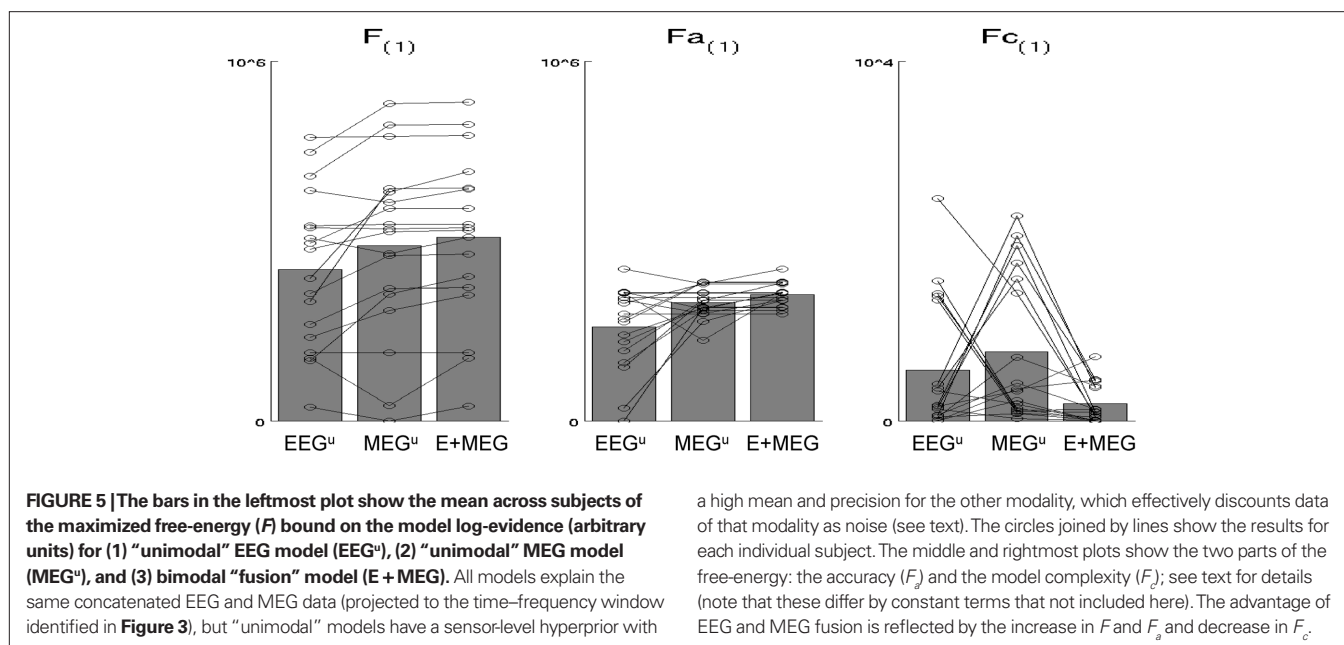 F(1)
Fa(1)
Fc(1)
10^6
10^6
10^4
0
0
0
EEGᵘ MEGᵘ E+MEG
EEGᵘ MEGᵘ E+MEG
EEGᵘ MEGᵘ E+MEG
FIGURE 5 | The bars in the leftmost plot show the mean across subjects of
the maximized free-energy (F) bound on the model log-evidence (arbitrary
units) for (1) “unimodal” EEG model (EEGᵘ), (2) “unimodal” MEG model
(MEGᵘ), and (3) bimodal “fusion” model (E + MEG). All models explain the
same concatenated EEG and MEG data (projected to the time–frequency window
identified in Figure 3), but “unimodal” models have a sensor-level hyperprior with
a high mean and precision for the other modality, which effectively discounts data
of that modality as noise (see text). The circles joined by lines show the results for
each individual subject. The middle and rightmost plots show the two parts of the
free-energy: the accuracy (Fₐ) and the model complexity (F_c); see text for details
(note that these differ by constant terms that not included here). The advantage of
EEG and MEG fusion is reflected by the increase in F and Fₐ and decrease in F_c.